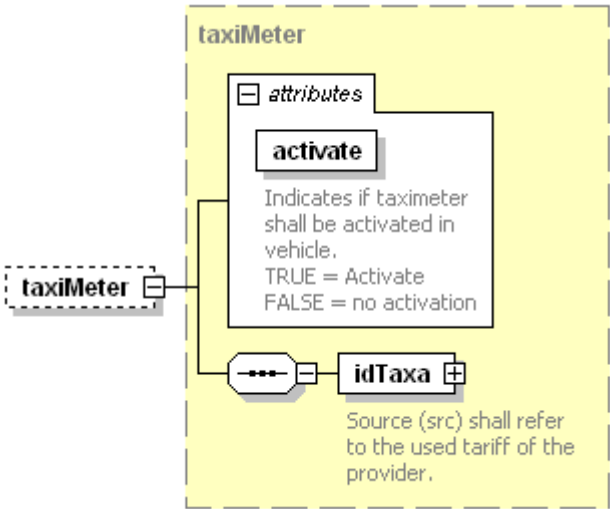 taxiMeter
attributes
activate
Indicates if taximeter
shall be activated in
vehicle.
TRUE = Activate
FALSE = no activation
taxiMeter
idTaxa
Source (src) shall refer
to the used tariff of the
provider.